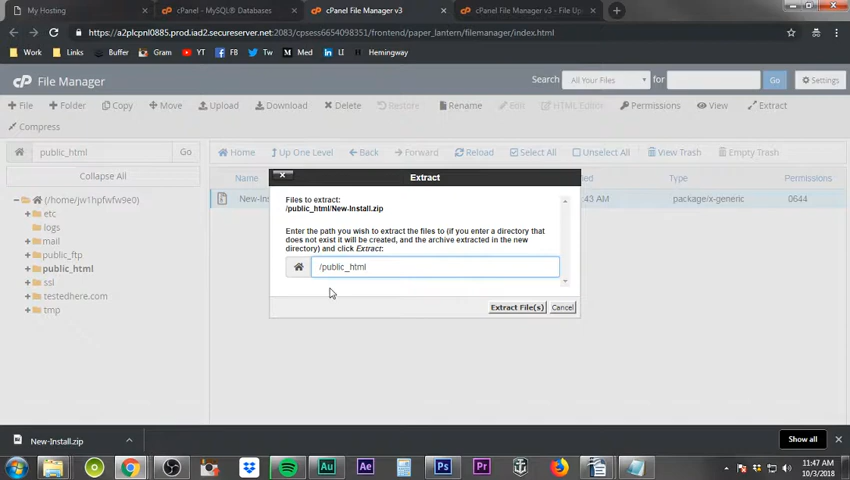 My Hosting
cPanel - MySQL® Databases
cPanel File Manager v3
cPanel File Manager v3 - File Up
https://a2plcpnl0885.prod.iad2.secureserver.net:2083/cpsess6654098351/frontend/paper_lantern/filemanager/index.html
Work Links Buffer Gram YT FB Tw Med LI Hemingway
cP File Manager
Search All Your Files for Go Settings
File Folder Copy Move Upload Download Delete Restore Rename Edit HTML Editor Permissions View Extract
Compress
public_html Go
Home Up One Level Back Forward Reload Select All Unselect All View Trash Empty Trash
Collapse All
Name Type Permissions
:43 AM package/x-generic 0644
(/home/jw1hpfwfw9e0)
etc
logs
mail
public_ftp
public_html
ssl
testedhere.com
tmp
Extract
Files to extract:
/public_html/New-Install.zip
Enter the path you wish to extract the files to (if you enter a directory that
does not exist it will be created, and the archive extracted in the new
directory) and click Extract:
/public_html
Extract File(s) Cancel
New-Install.zip
Show all
Au Ae Ps Pr
11:47 AM
10/3/2018